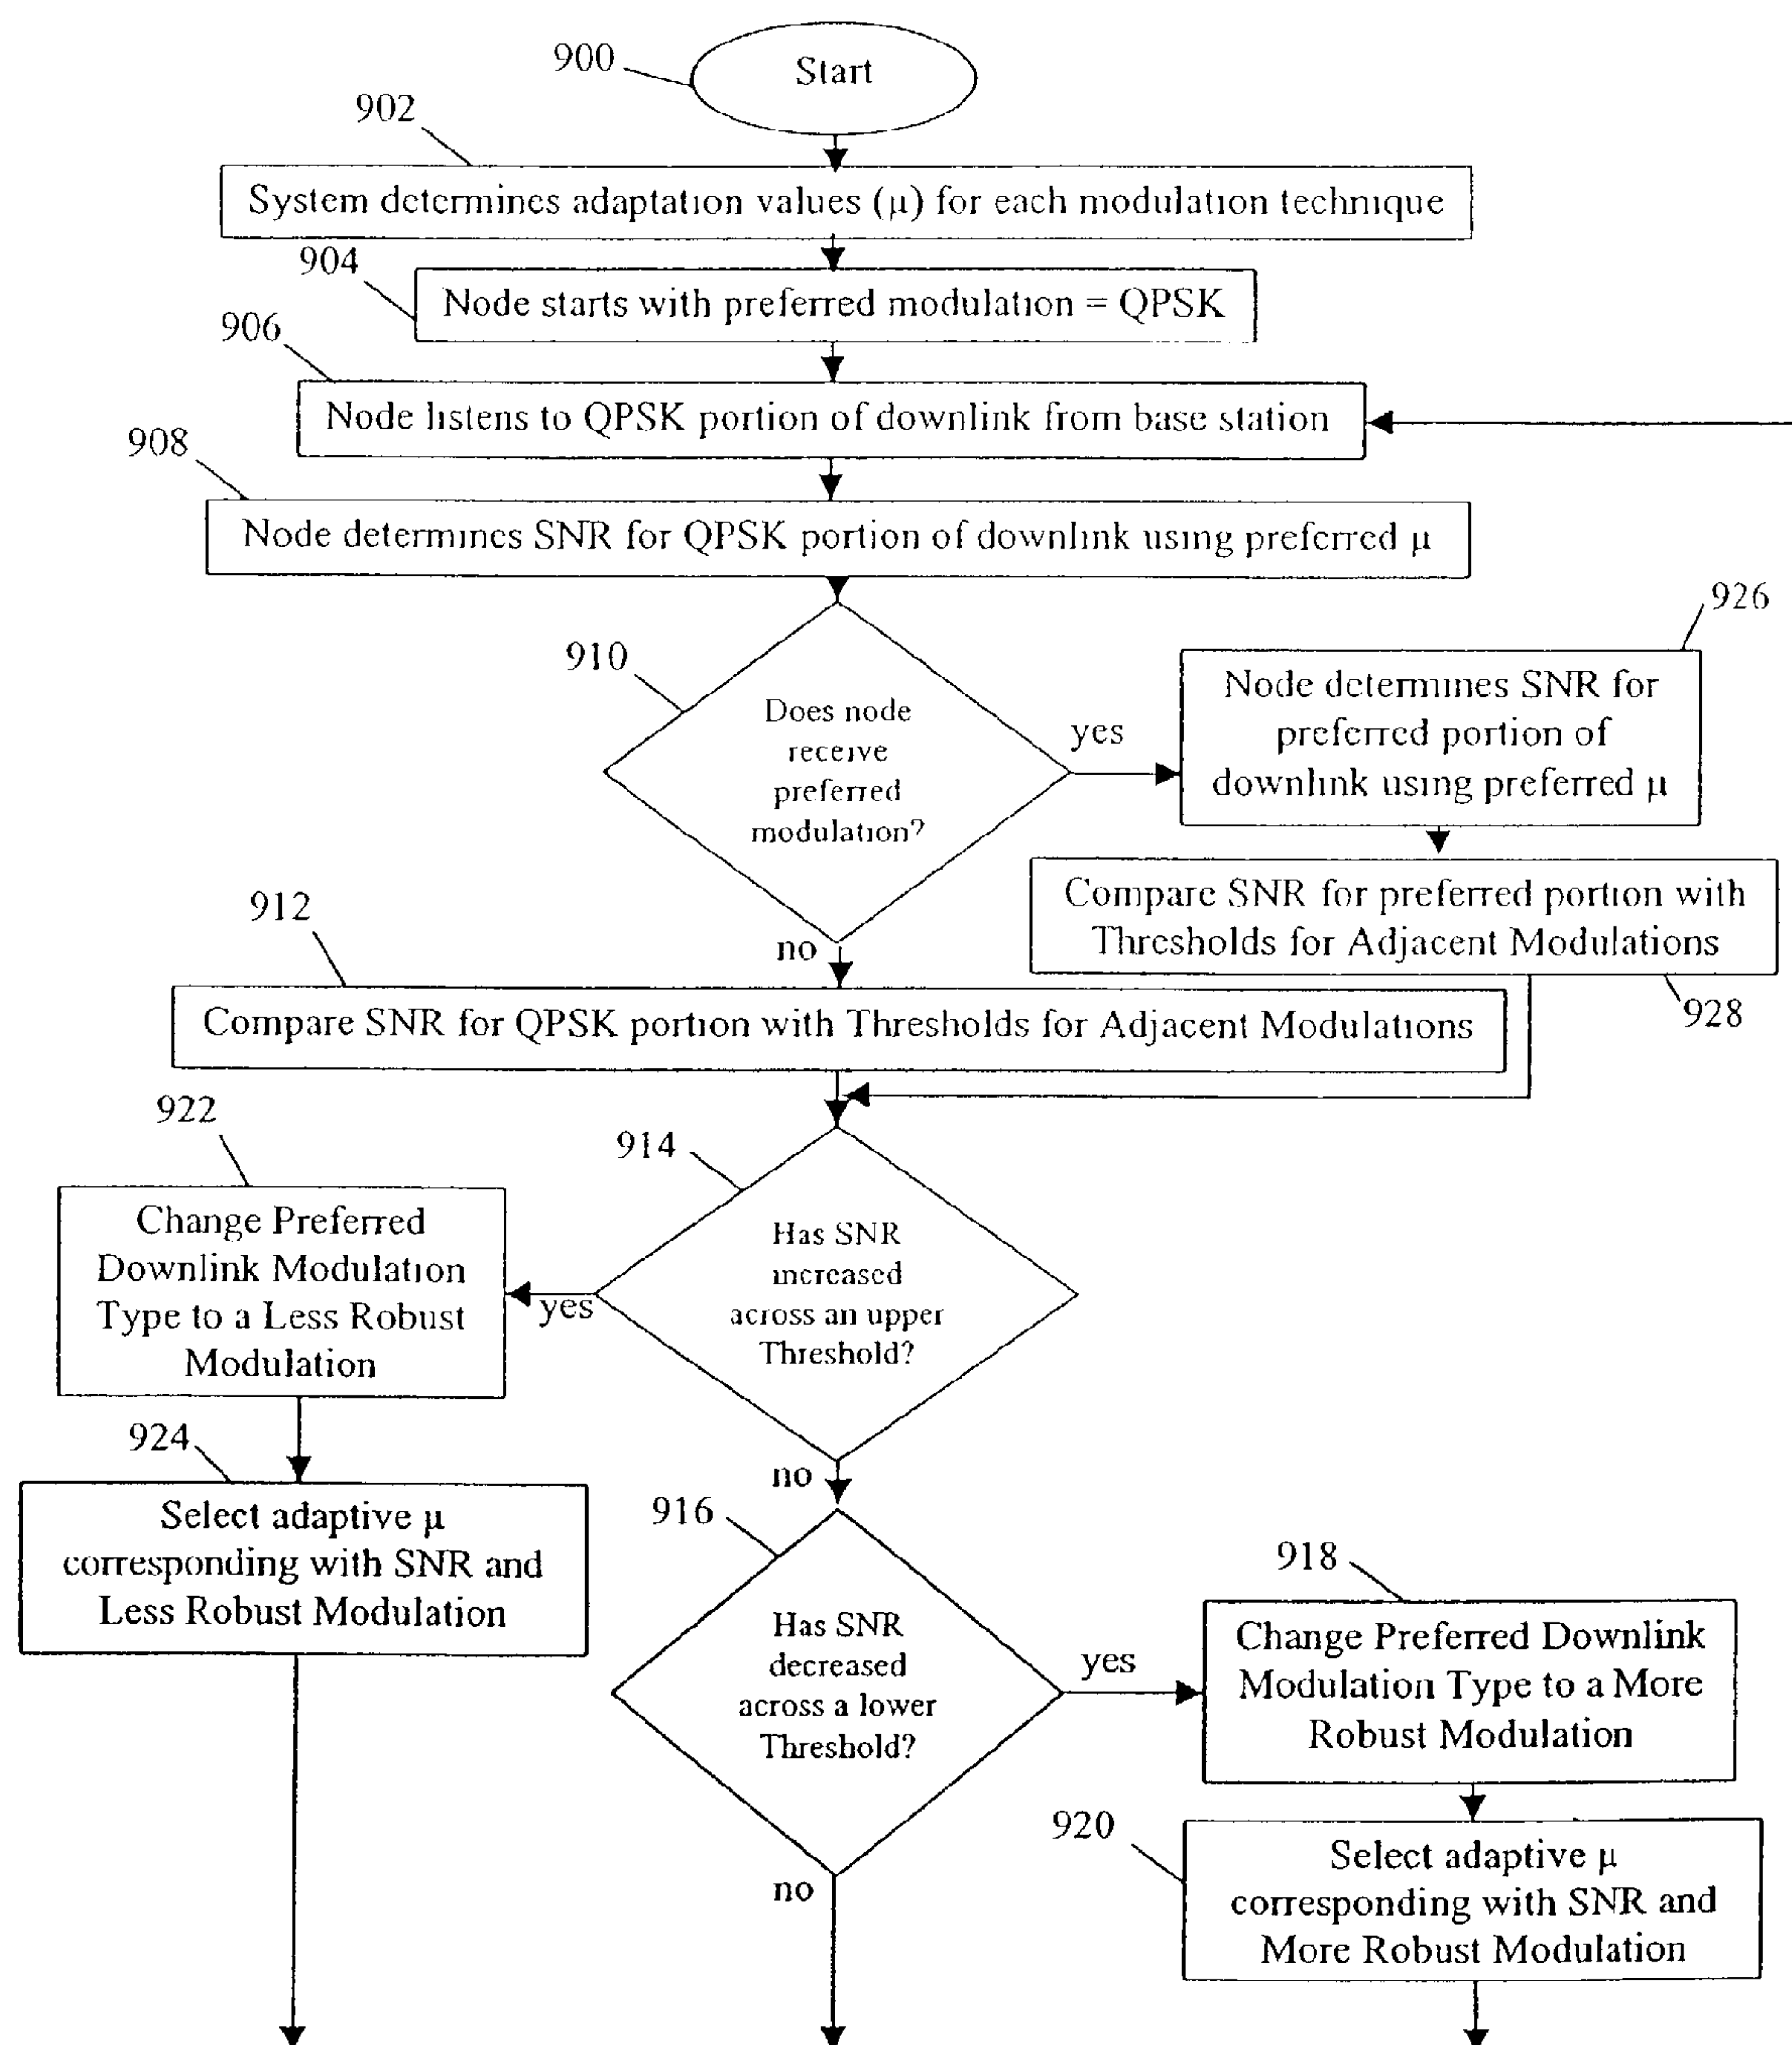 900
Start
902
System determines adaptation values (μ) for each modulation technique
904
Node starts with preferred modulation = QPSK
906
Node listens to QPSK portion of downlink from base station
908
Node determines SNR for QPSK portion of downlink using preferred μ
910
Does node
receive
preferred
modulation?
yes
926
Node determines SNR for
preferred portion of
downlink using preferred μ
Compare SNR for preferred portion with
Thresholds for Adjacent Modulations
928
no
912
Compare SNR for QPSK portion with Thresholds for Adjacent Modulations
914
Has SNR
increased
across an upper
Threshold?
yes
922
Change Preferred
Downlink Modulation
Type to a Less Robust
Modulation
924
Select adaptive μ
corresponding with SNR and
Less Robust Modulation
no
916
Has SNR
decreased
across a lower
Threshold?
yes
918
Change Preferred Downlink
Modulation Type to a More
Robust Modulation
920
Select adaptive μ
corresponding with SNR and
More Robust Modulation
no